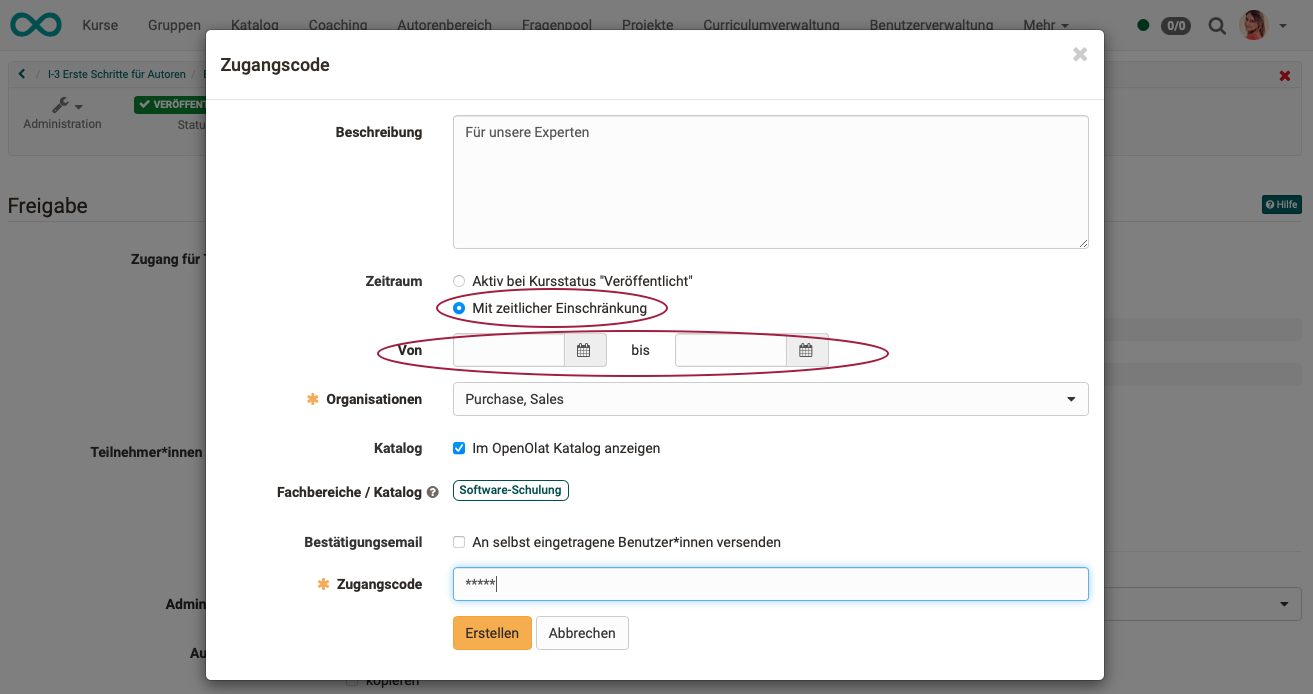 Kurse Gruppen Katalog Coaching Autorenbereich Fragenpool Projekte Curriculumverwaltung Benutzerverwaltung Mehr 0/0
Zugangscode
/ I-3 Erste Schritte für Autoren /
VERÖFFENT
Administration
Statu
Beschreibung Für unsere Experten
Freigabe
Hilfe
Zugang für
Zeitraum Aktiv bei Kursstatus "Veröffentlicht"
Mit zeitlicher Einschränkung
Von bis
Organisationen Purchase, Sales
Katalog Im OpenOlat Katalog anzeigen
Teilnehmer*innen
Fachbereiche / Katalog Software-Schulung
Bestätigungsemail An selbst eingetragene Benutzer*innen versenden
Zugangscode *****
Admin
Erstellen Abbrechen
Au
kopieren